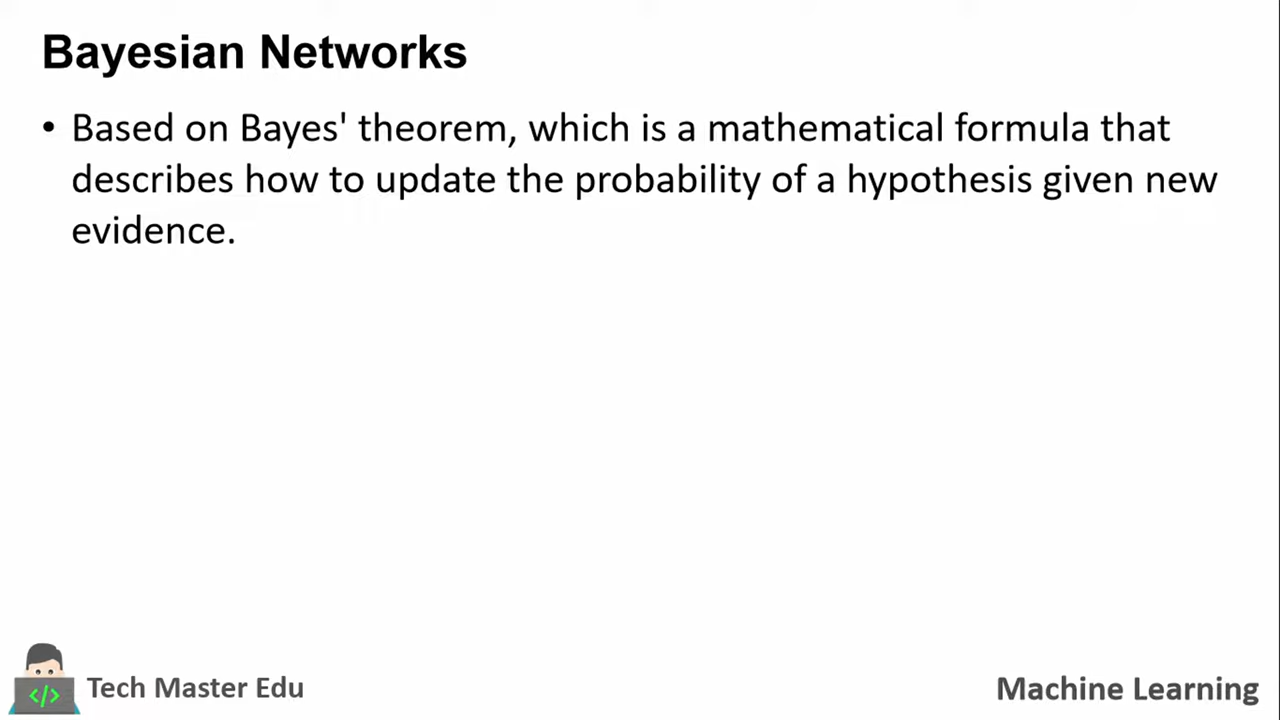 Bayesian Networks
• Based on Bayes' theorem, which is a mathematical formula that
describes how to update the probability of a hypothesis given new
evidence.
</>
Tech Master Edu
Machine Learning